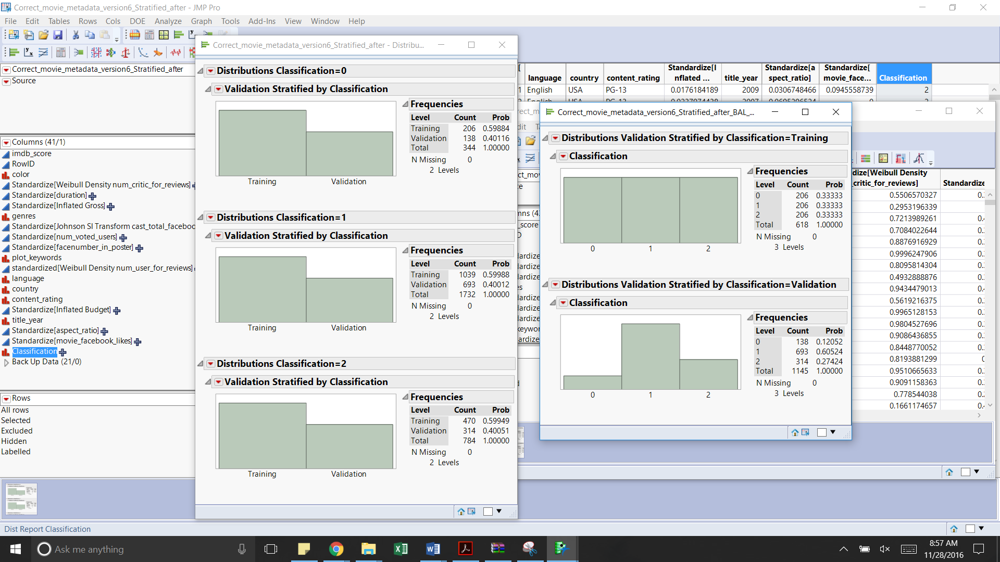 Correct_movie_metadata_version6_Stratified_after - JMP Pro
File Edit Tables Rows Cols DOE Analyze Graph Tools Add-Ins View Window Help
Correct_movie_metadata_version6_Stratified_after
Source
Columns (41/1)
imdb_score
RowID
color
Standardize[Weibull Density num_critic_for_reviews]
Standardize[duration]
Standardize[Inflated Gross]
genres
Standardize[Johnson Sl Transform cast_total_facebo
Standardize[num_voted_users]
Standardize[facenumber_in_poster]
plot_keywords
standardized[Weibull Density num_user_for_reviews]
language
country
content_rating
Standardize[Inflated Budget]
title_year
Standardize[aspect_ratio]
Standardize[movie_facebook_likes]
Classification
Back Up Data (21/0)
Rows
All rows
Selected
Excluded
Hidden
Labelled
Correct_movie_metadata_version6_Stratified_after - Distribu...
Distributions Classification=0
Validation Stratified by Classification
Training Validation
Frequencies
Level Count Prob
Training 206 0.59884
Validation 138 0.40116
Total 344 1.00000
N Missing 0
2 Levels
Distributions Classification=1
Validation Stratified by Classification
Training Validation
Frequencies
Level Count Prob
Training 1039 0.59988
Validation 693 0.40012
Total 1732 1.00000
N Missing 0
2 Levels
Distributions Classification=2
Validation Stratified by Classification
Training Validation
Frequencies
Level Count Prob
Training 470 0.59949
Validation 314 0.40051
Total 784 1.00000
N Missing 0
2 Levels
language country content_rating Standardize[I nflated ... title_year Standardize[a spect_ratio] Standardize[ movie_face... Classification
1 English USA PG-13 0.0176184189 2009 0.0306748466 0.0945558739 2
Correct_movie_metadata_version6_Stratified_after_BAL_...
Distributions Validation Stratified by Classification=Training
Classification
0 1 2
Frequencies
Level Count Prob
0 206 0.33333
1 206 0.33333
2 206 0.33333
Total 618 1.00000
N Missing 0
3 Levels
Distributions Validation Stratified by Classification=Validation
Classification
0 1 2
Frequencies
Level Count Prob
0 138 0.12052
1 693 0.60524
2 314 0.27424
Total 1145 1.00000
N Missing 0
3 Levels
dize[Weibull Density
_critic_for_reviews] Standardize
0.5506570327
0.2953196339
0.7213989261
0.7084022644
0.8876916929
0.9996247906
0.8095814304
0.4932888876
0.9434479013
0.5619216375
0.9965128153
0.9804527696
0.9086436855
0.8448770052
0.8193881299
0.9510665633
0.9091158363
0.778544038
0.1661174657
Dist Report Classification
Ask me anything
8:57 AM
11/28/2016